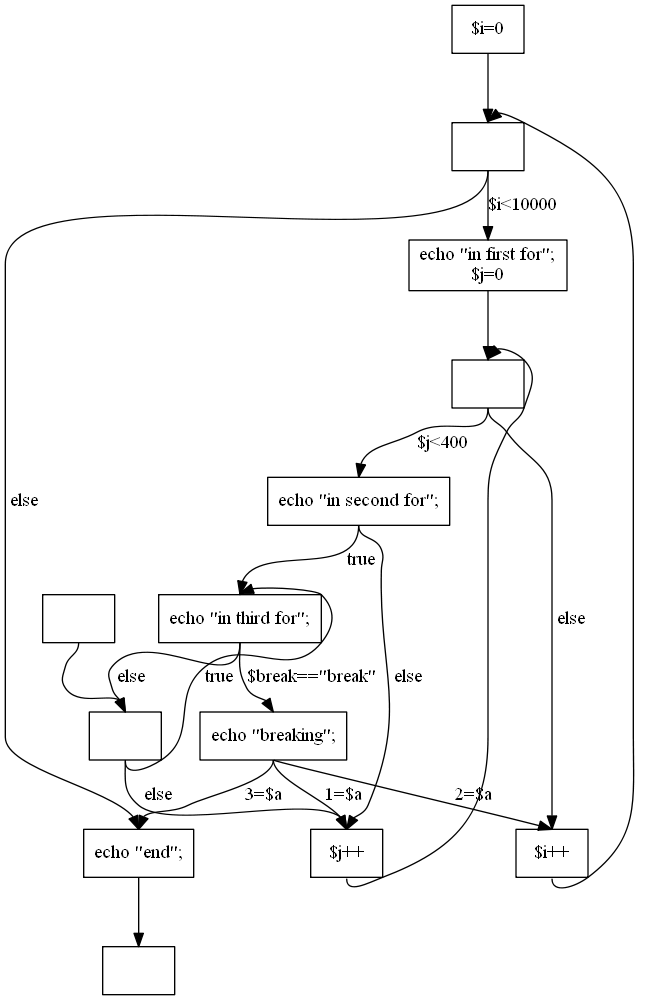 $i=0
$i<10000
echo "in first for";
$j=0
$j<400
else
echo "in second for";
true
else
echo "in third for";
else
true
$break=="break"
else
echo "breaking";
else
3=$a
1=$a
2=$a
echo "end";
$j++
$i++